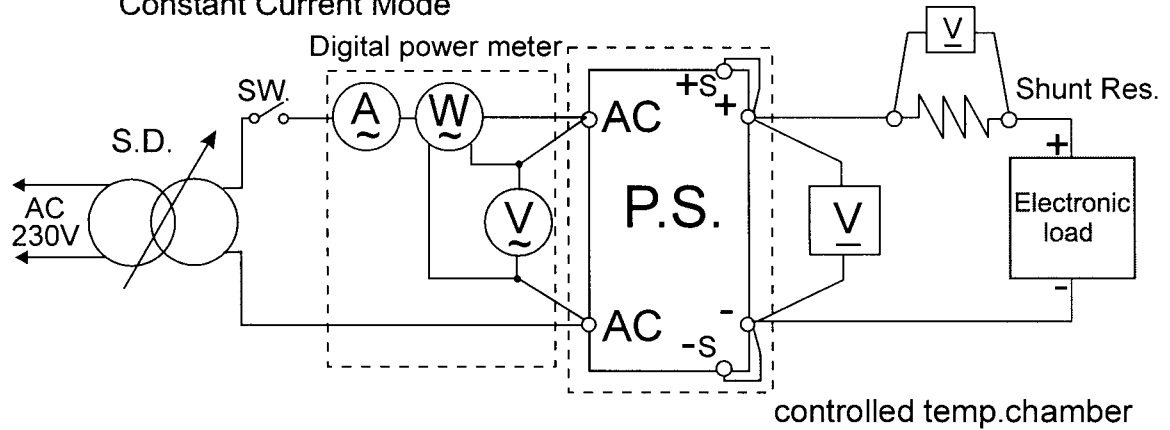 Constant Current Mode
Digital power meter
SW.
S.D.
AC
230V
A
~
W
~
V
~
AC
AC
P.S.
+S
+
-
-S
V
V
Shunt Res.
+
Electronic
load
-
controlled temp.chamber